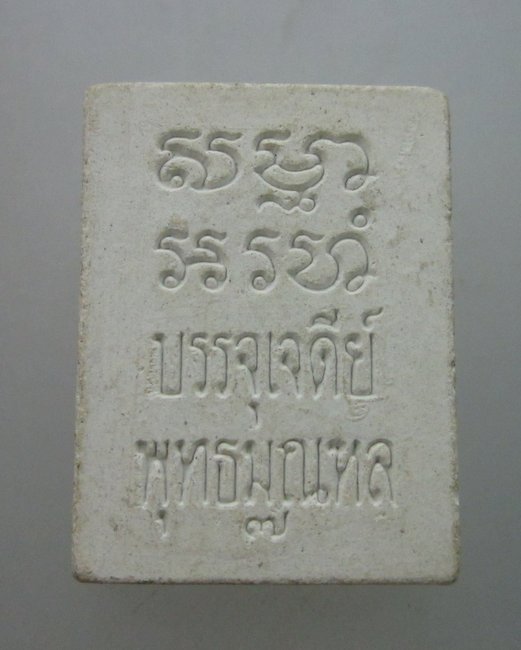 សម្មា
អរហំ
บรรจุเจดีย์
พุทธมณฑล
๗